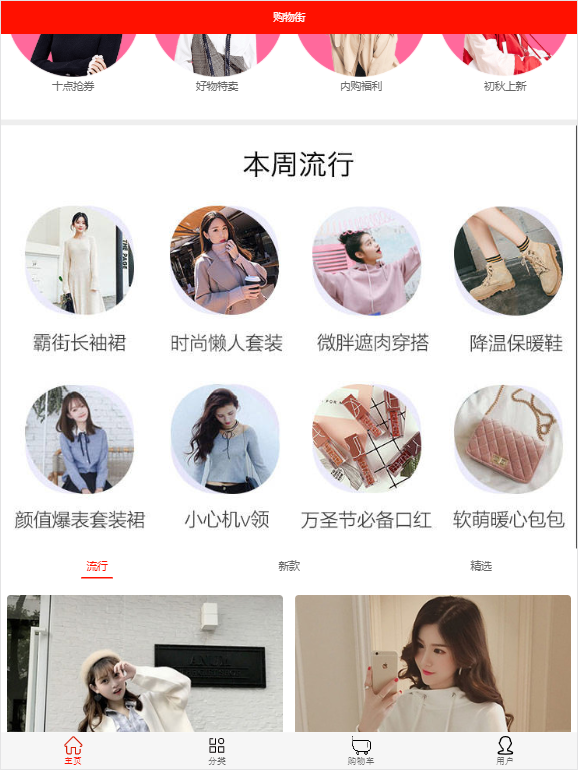 购物街
十点抢券 好物特卖 内购福利 初秋上新
本周流行
霸街长袖裙 时尚懒人套装 微胖遮肉穿搭 降温保暖鞋
颜值爆表套装裙 小心机v领 万圣节必备口红 软萌暖心包包
流行 新款 精选
主页 分类 购物车 用户